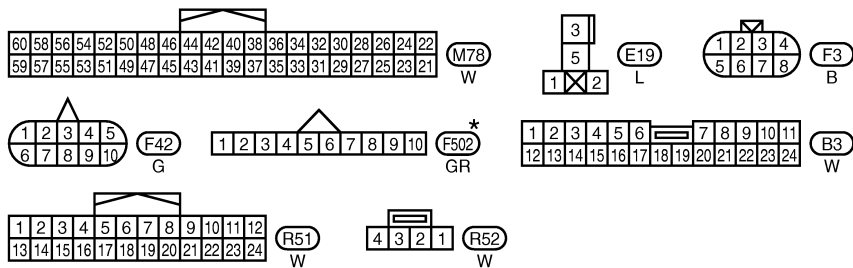 60 58 56 54 52 50 48 46 44 42 40 38 36 34 32 30 28 26 24 22
59 57 55 53 51 49 47 45 43 41 39 37 35 33 31 29 27 25 23 21
M78
W
3
5
1 2
E19
L
1 2 3 4
5 6 7 8
F3
B
1 2 3 4 5
6 7 8 9 10
F42
G
1 2 3 4 5 6 7 8 9 10
*
F502
GR
1 2 3 4 5 6 7 8 9 10 11
12 13 14 15 16 17 18 19 20 21 22 23 24
B3
W
1 2 3 4 5 6 7 8 9 10 11 12
13 14 15 16 17 18 19 20 21 22 23 24
R51
W
4 3 2 1
R52
W